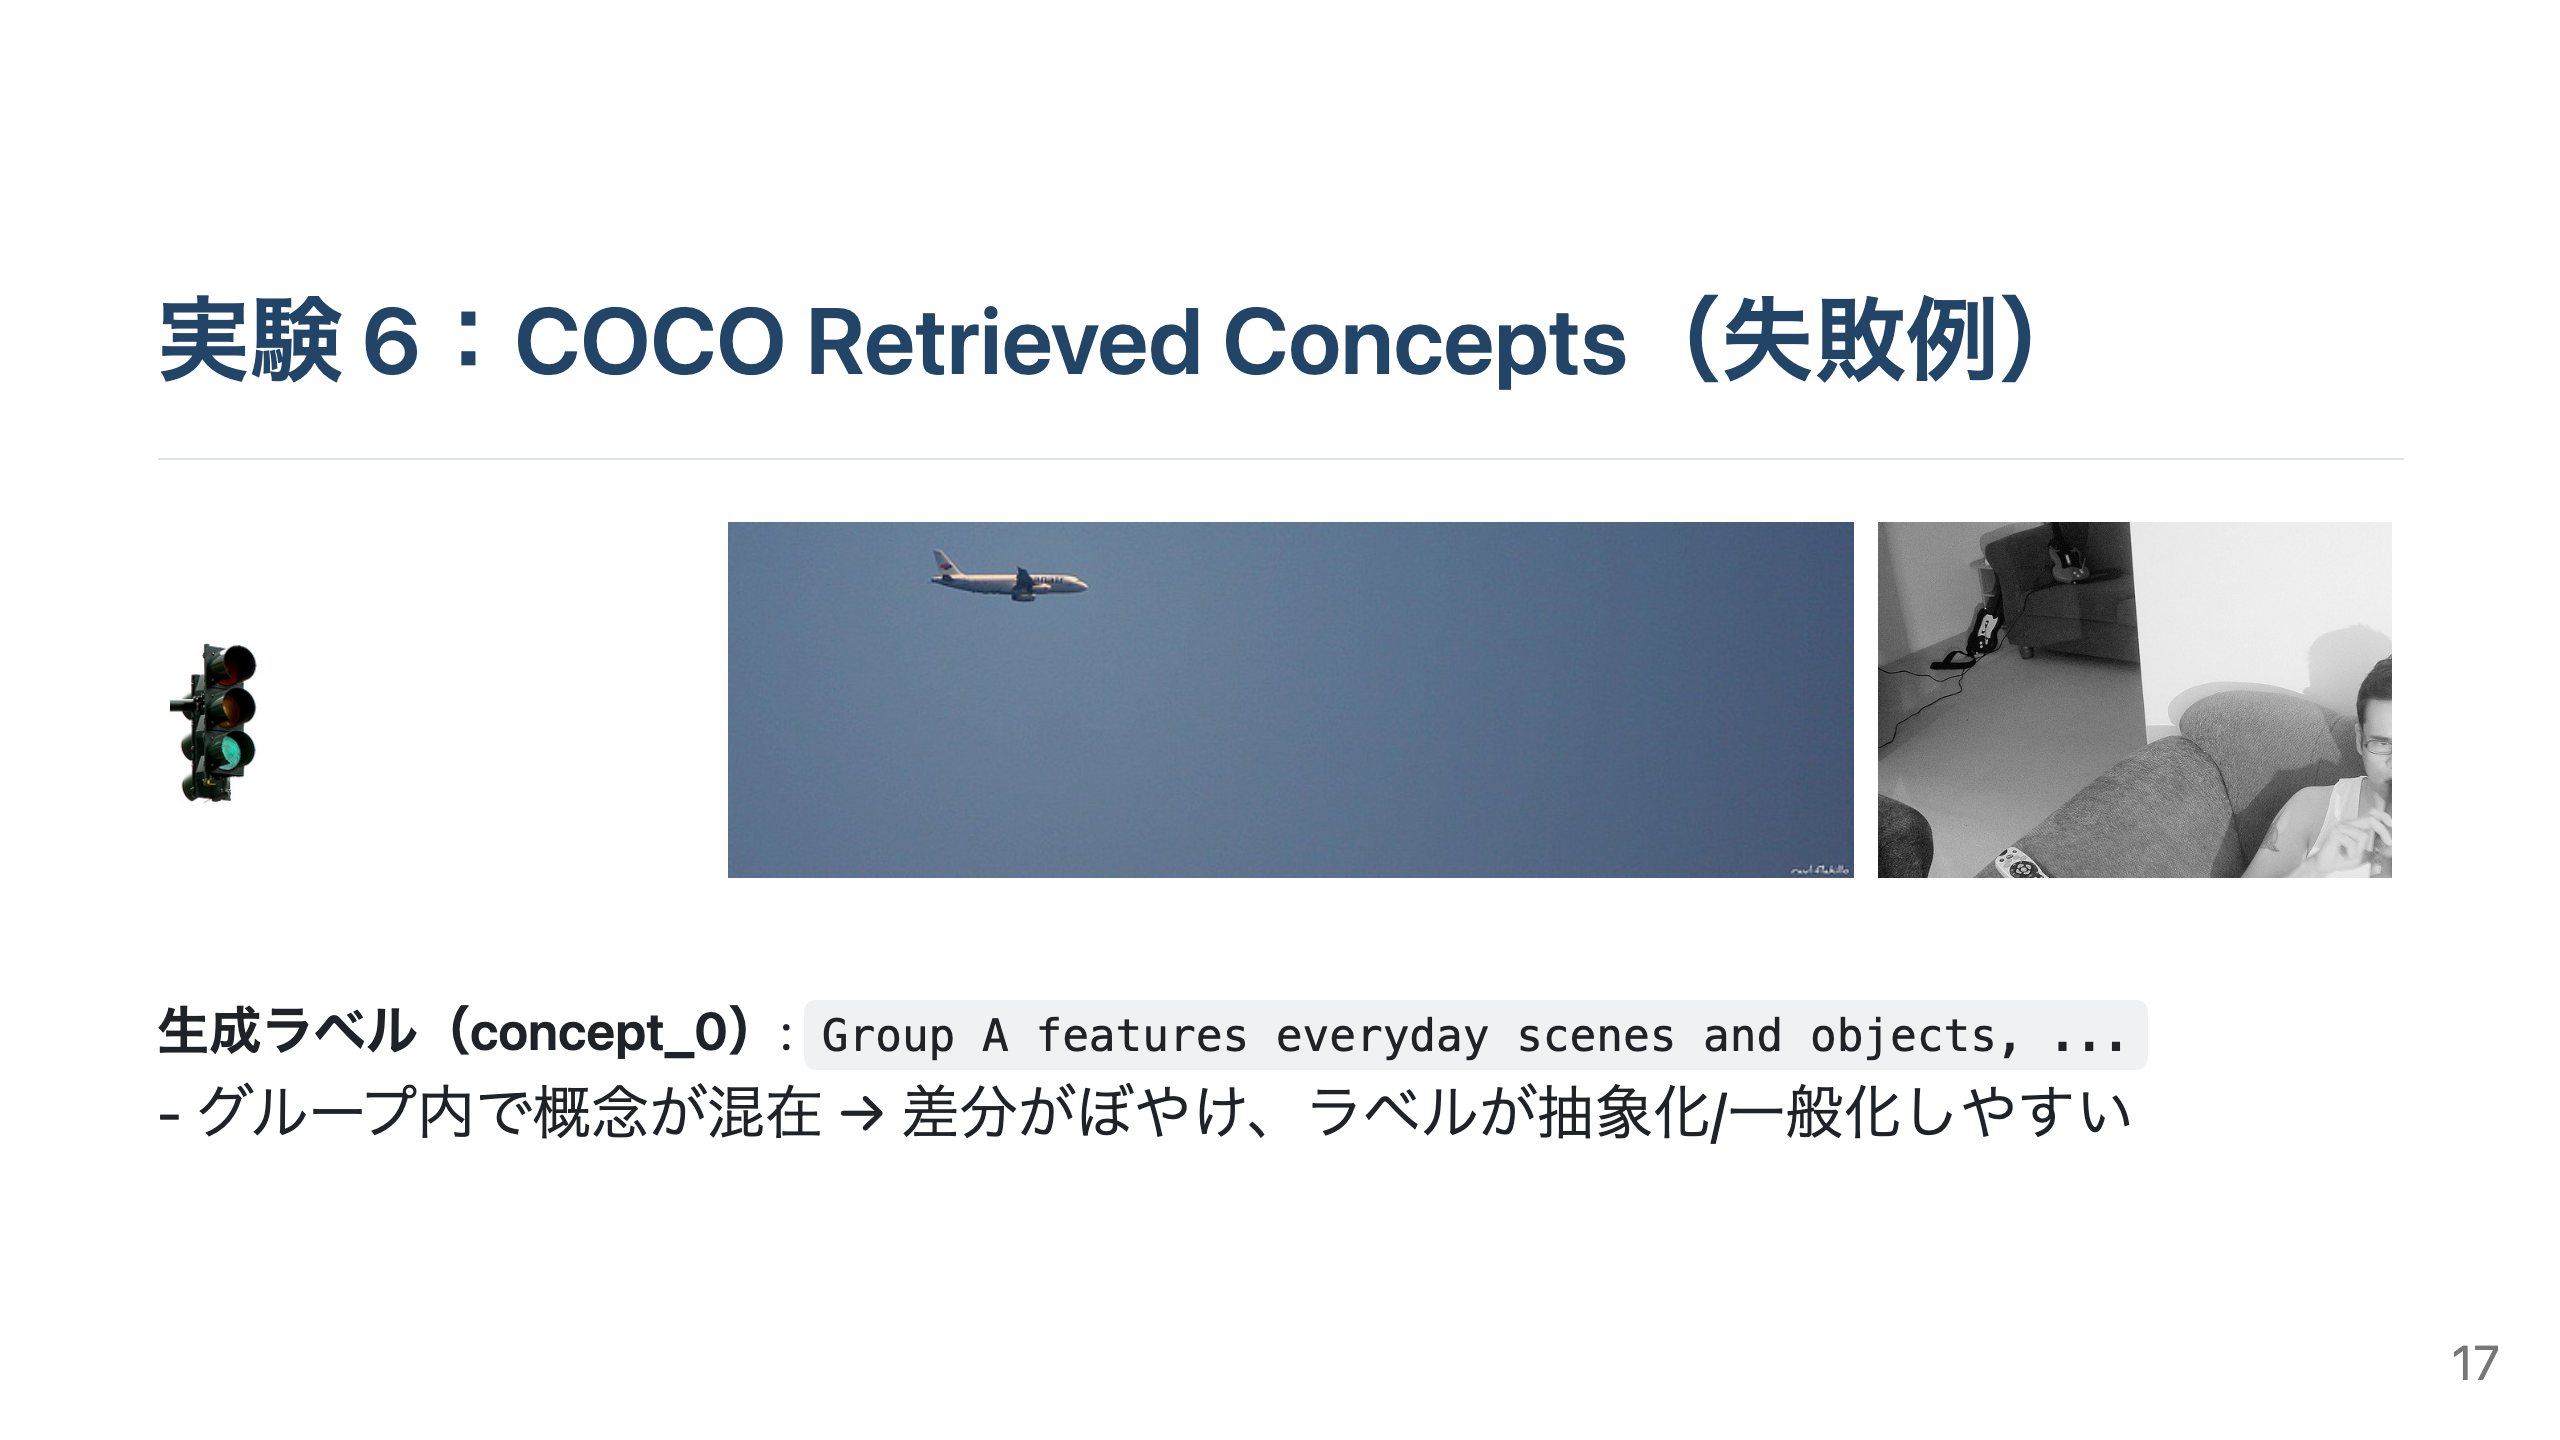 実験 6：COCO Retrieved Concepts（失敗例）
生成ラベル（concept_0）: Group A features everyday scenes and objects, ...
- グループ内で概念が混在 → 差分がぼやけ、ラベルが抽象化/一般化しやすい
17